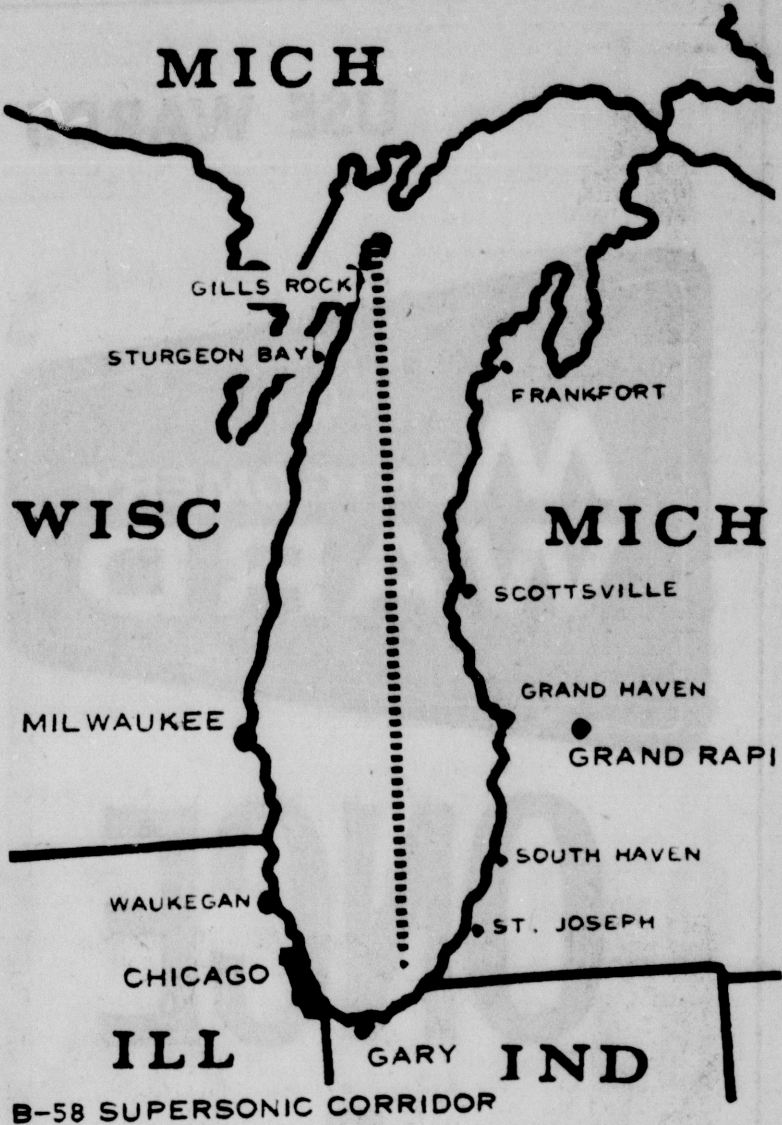 MICH
GILLS ROCK
STURGEON BAY
FRANKFORT
WISC
MICH
SCOTTSVILLE
GRAND HAVEN
MILWAUKEE
GRAND RAPI
SOUTH HAVEN
WAUKEGAN
ST. JOSEPH
CHICAGO
ILL
GARY
IND
B-58 SUPERSONIC CORRIDOR